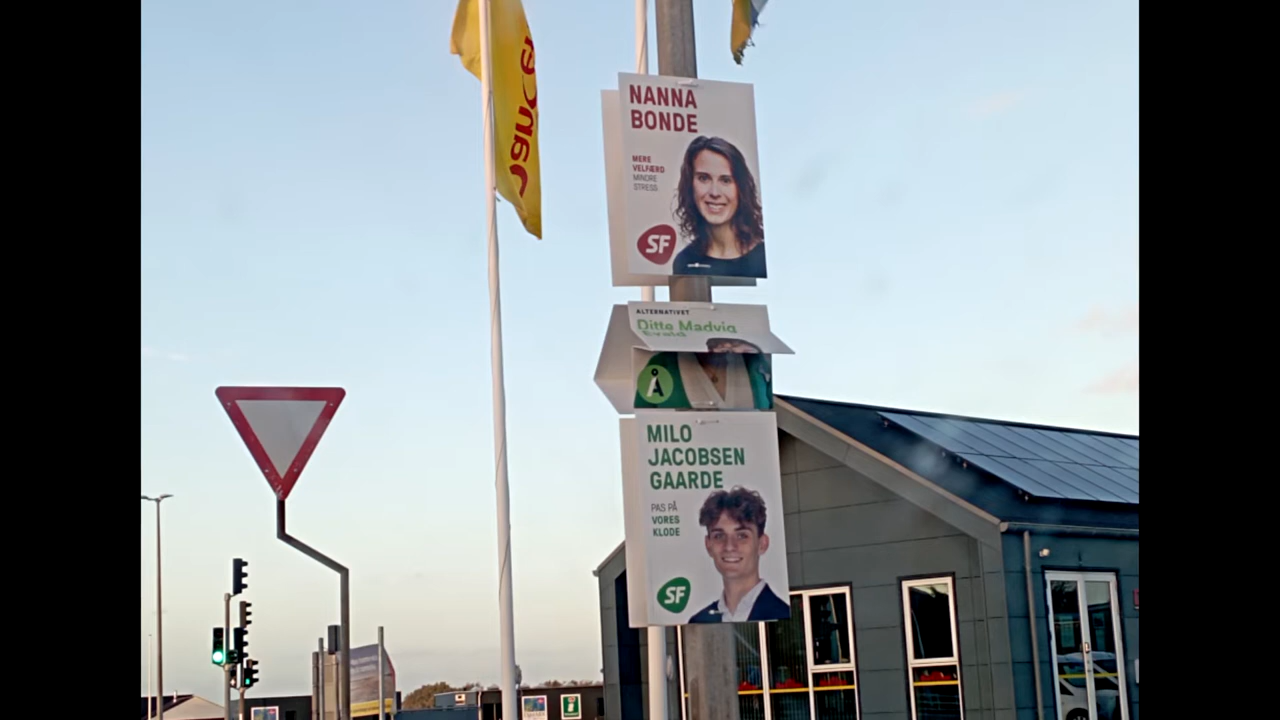 NANNA
BONDE
MERE
VELFÆRD
MINDRE
STRESS
SF
ALTERNATIVET
Ditte Madvig
Å
MILO
JACOBSEN
GAARDE
PAS PÅ
VORES
KLODE
SF